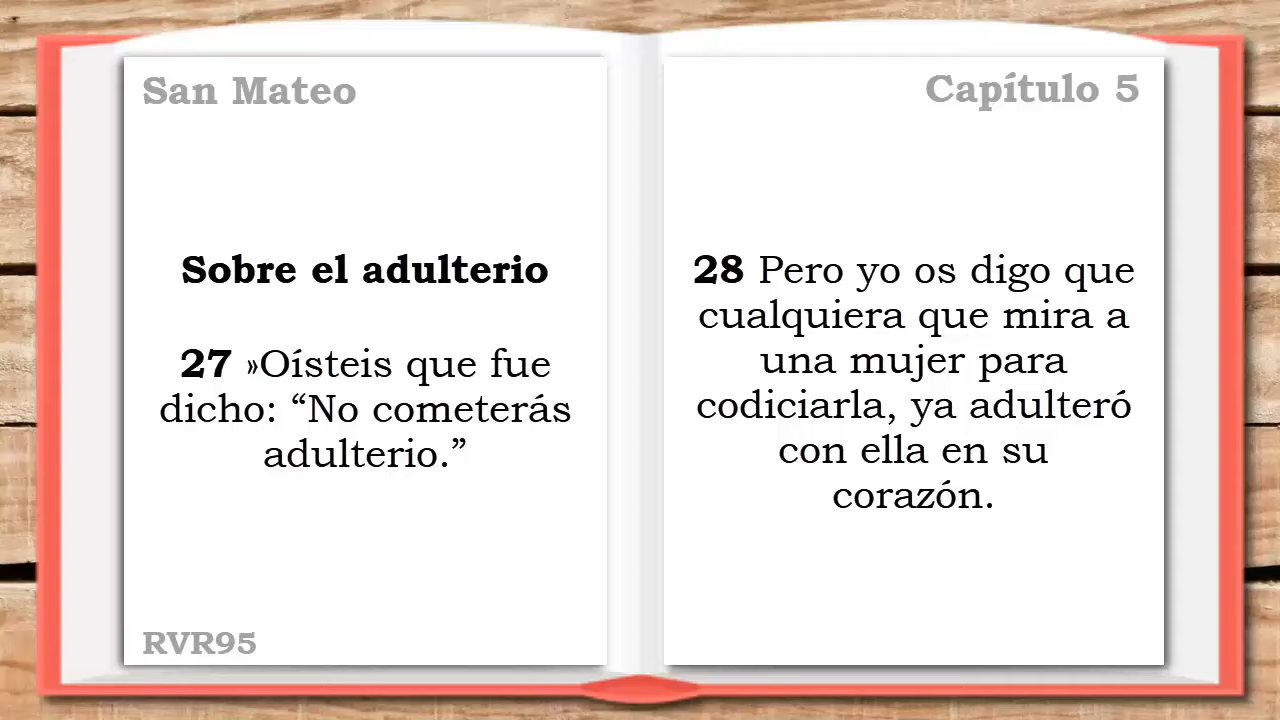 San Mateo
Sobre el adulterio
27 »Oísteis que fue
dicho: “No cometerás
adulterio.”
RVR95
Capítulo 5
28 Pero yo os digo que
cualquiera que mira a
una mujer para
codiciarla, ya adulteró
con ella en su
corazón.